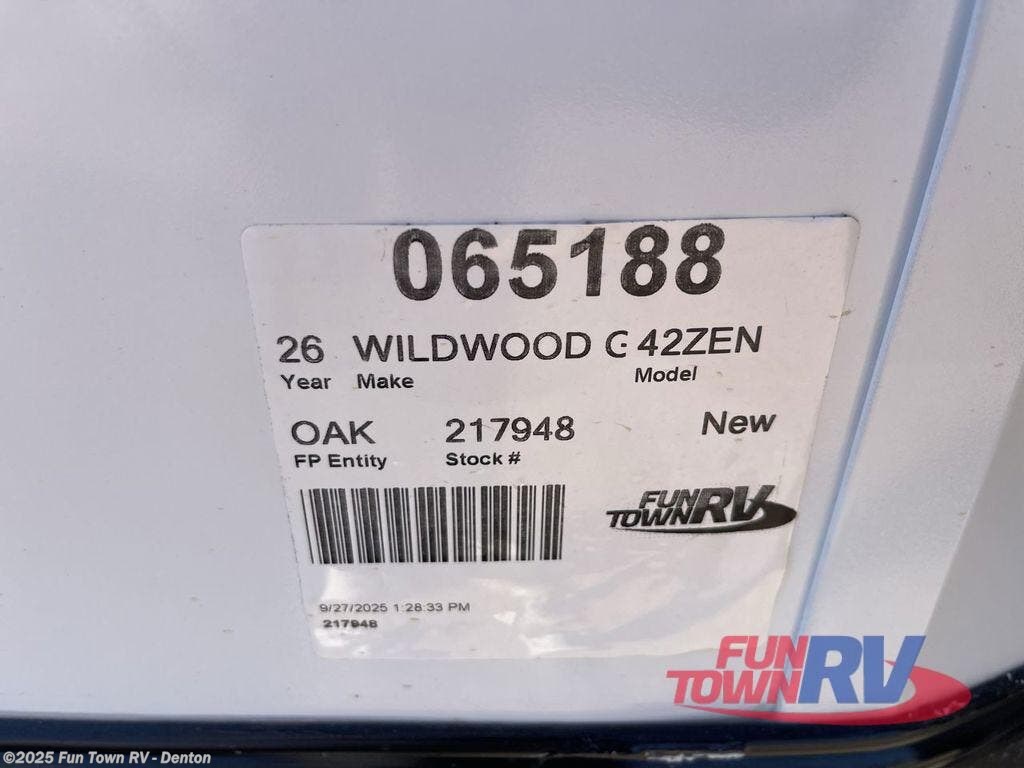 065188
26 WILDWOOD G 42ZEN
Year Make Model
OAK 217948 New
FP Entity Stock #
FUN TOWN RV
9/27/2025 1:28:33 PM
217948
FUN TOWN RV
©2025 Fun Town RV - Denton